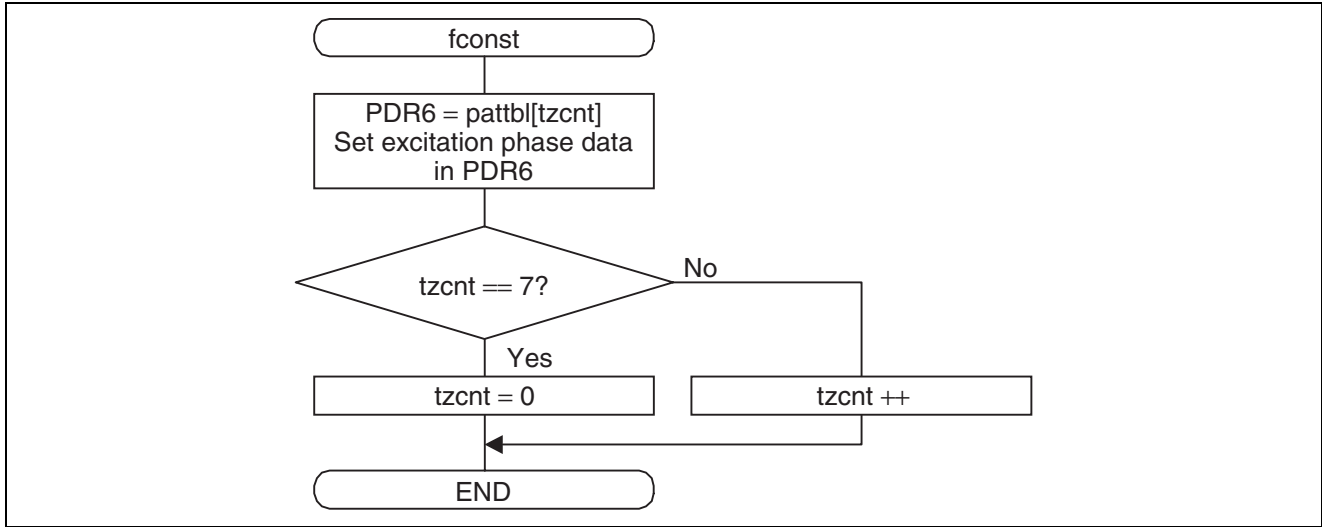 fconst
PDR6 = pattbl[tzcnt]
Set excitation phase data
in PDR6
tzcnt == 7?
No
Yes
tzcnt = 0
tzcnt ++
END